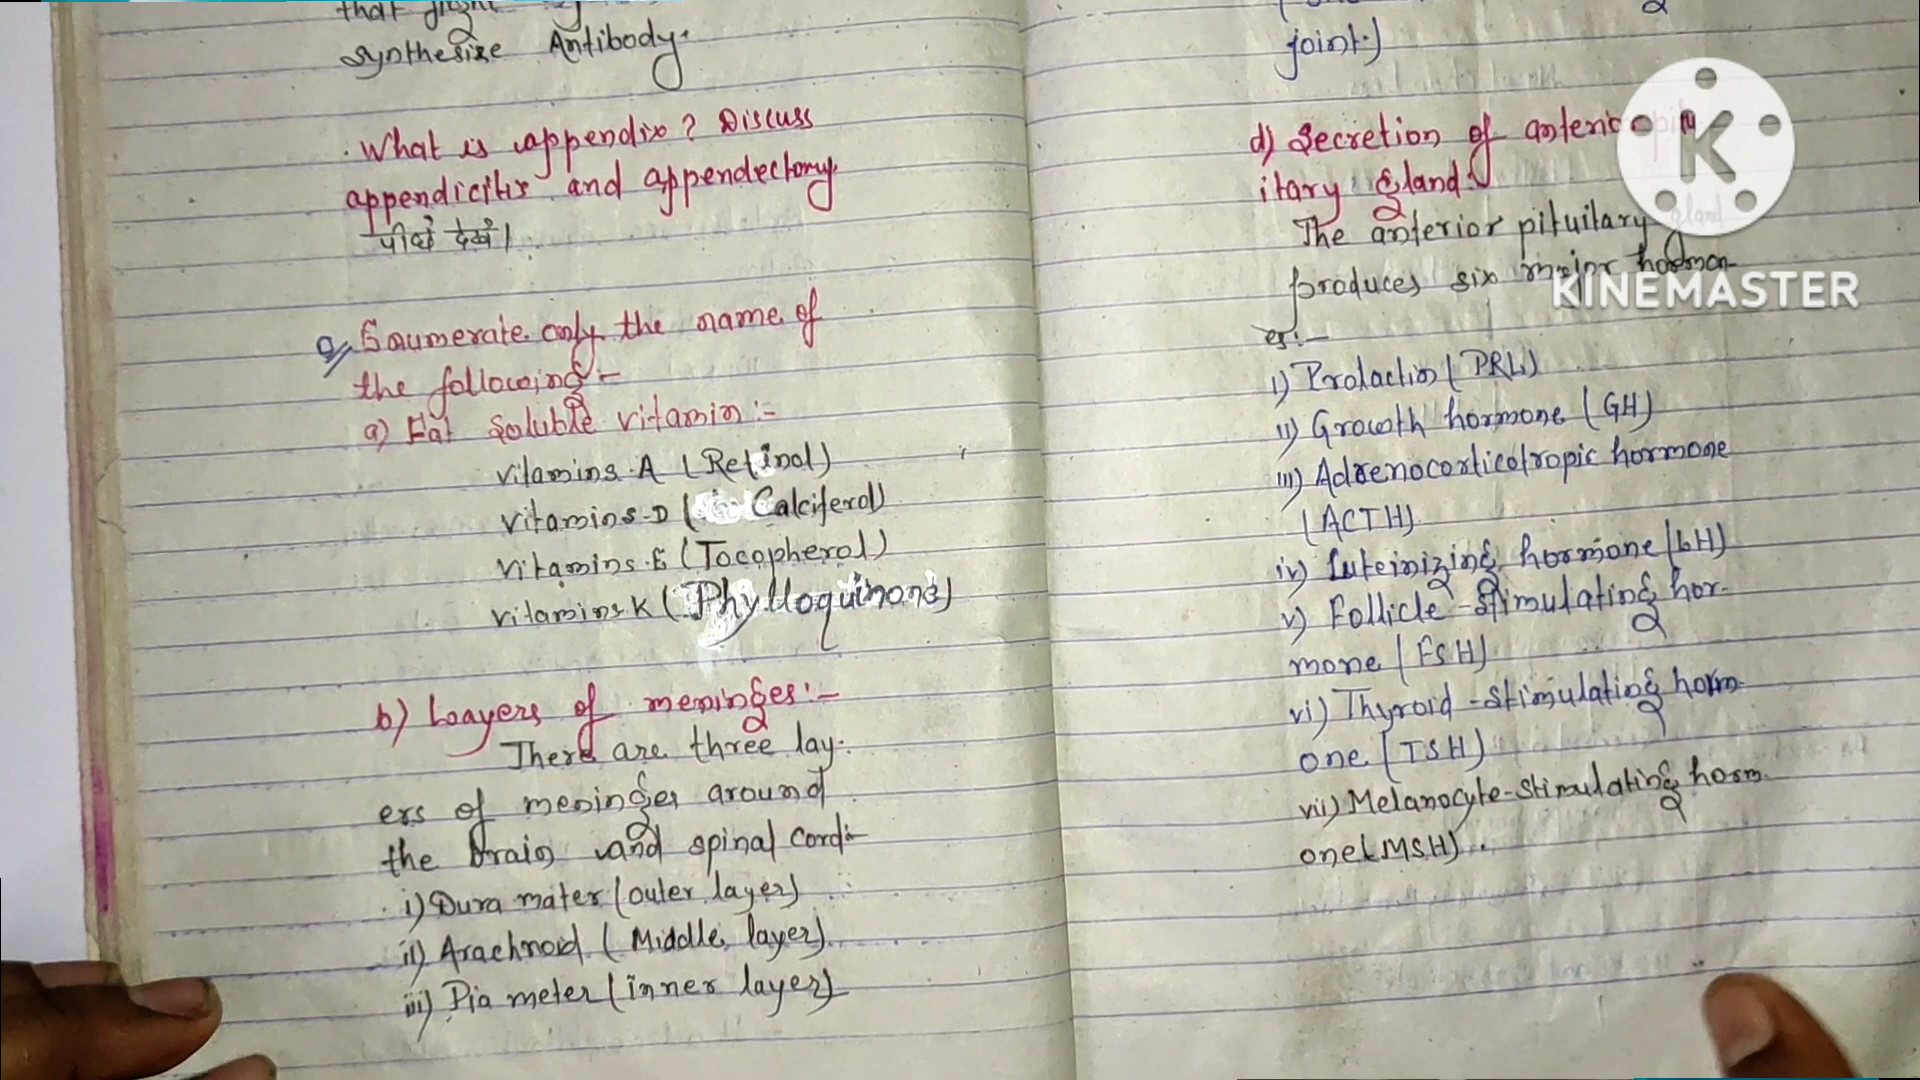 synthesize Antibody.
. What is appendix? Discuss
appendicitis and appendectomy.
पीछे देखें।
Q, Enumerate only the name of
the following:-
a) Fat soluble vitamin:-
vitamins-A (Retinol)
vitamins-D (Calciferol)
vitamins-E (Tocopherol)
vitamins K (Phylloquinone)
b) Layers of meninges:-
There are three lay-
ers of meninges around
the brain and spinal cord:-
i) Dura mater (outer layer)
ii) Arachnoid (Middle layer)
iii) Pia meter (inner layer)
joint.)
d) Secretion of anterior
itary gland
The anterior pituitary gland
produces six major hormon-
es:-
i) Prolactin (PRL)
ii) Growth hormone (GH)
iii) Adrenocorticotropic hormone
(ACTH)
iv) Luteinizing hormone (LH)
v) Follicle-stimulating hor-
mone (FSH)
vi) Thyroid-stimulating horm-
one (TSH)
vii) Melanocyte-stimulating horm-
one (MSH).
K
KINEMASTER